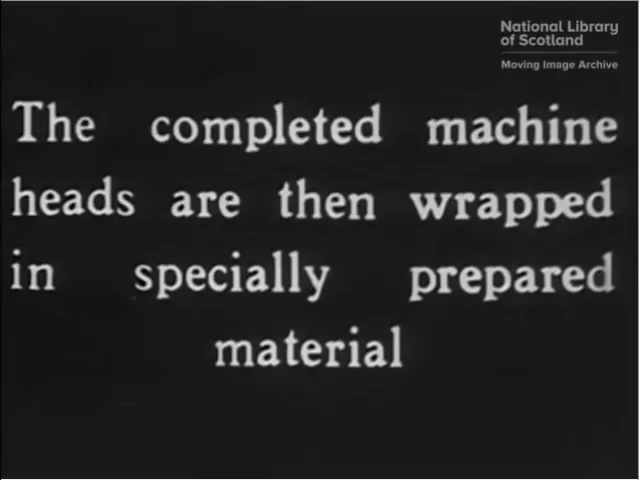 National Library
of Scotland
Moving Image Archive
The completed machine
heads are then wrapped
in specially prepared
material